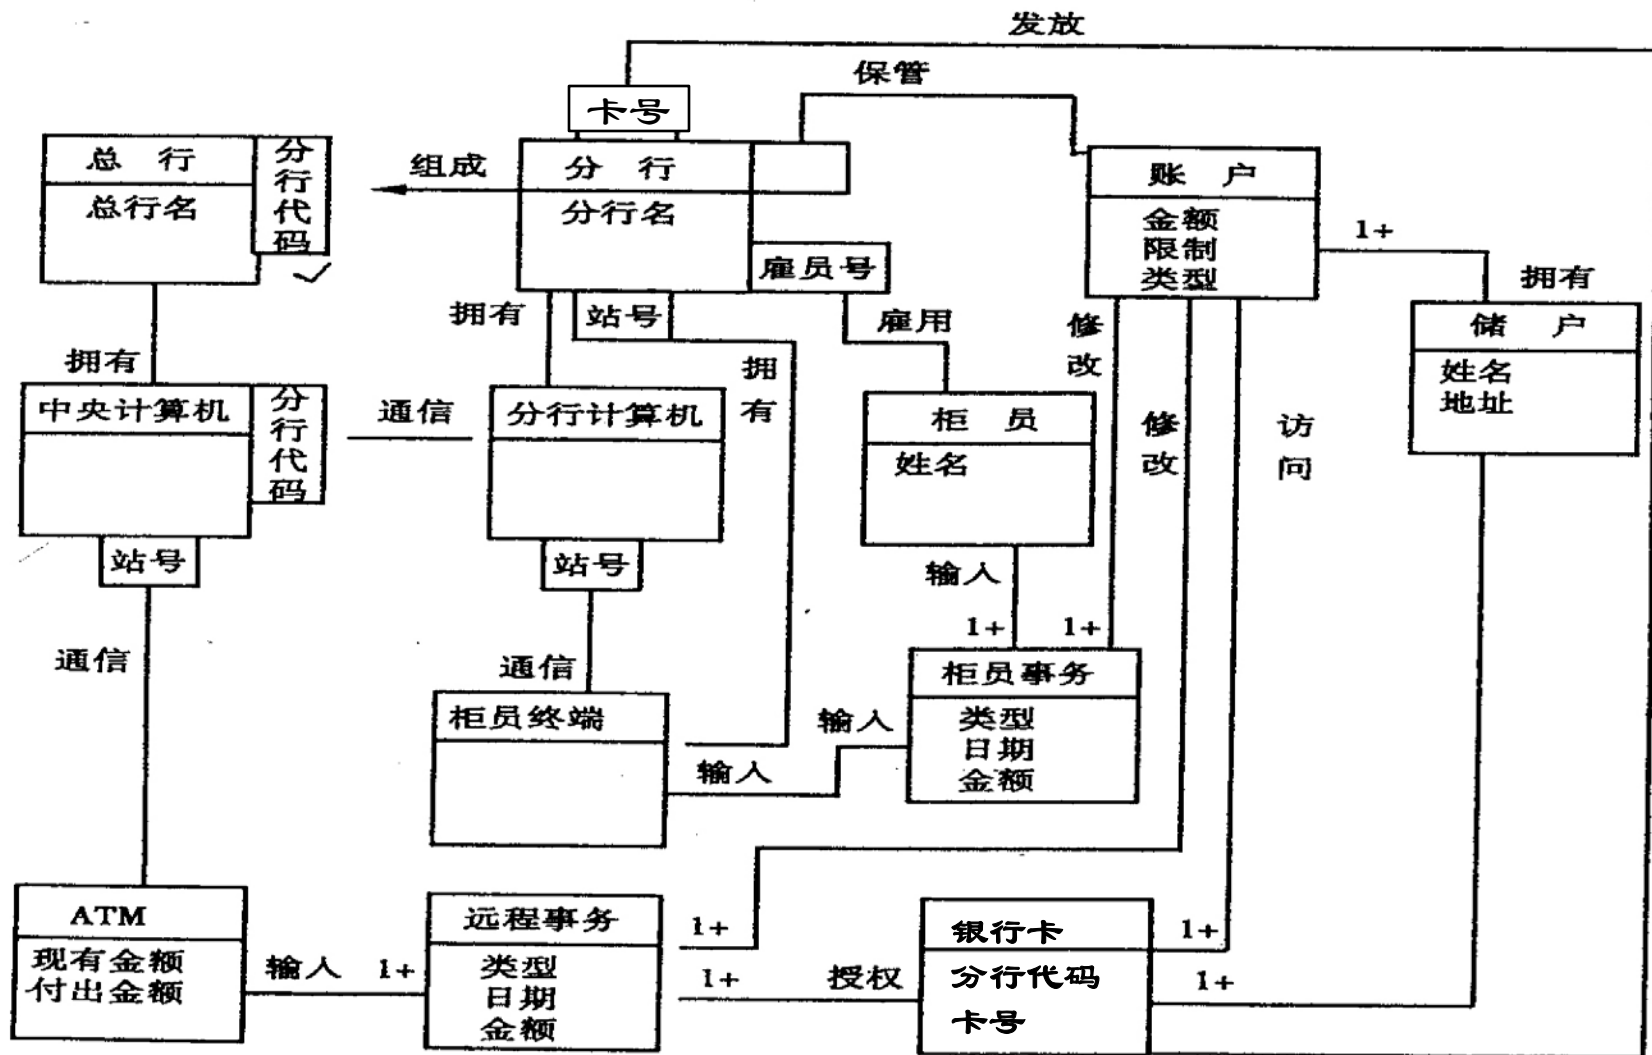 发放
保管
卡号
总 行
分行代码
总行名
组成
分 行
分行名
雇员号
账 户
金额
限制
类型
1+
拥有
储 户
姓名
地址
拥有
站号
拥有
雇用
修改
拥有
中央计算机
分行代码
通信
分行计算机
柜 员
姓名
修改
访问
站号
站号
输入
1+
1+
通信
通信
柜员事务
类型
日期
金额
柜员终端
输入
输入
ATM
现有金额
付出金额
输入
1+
远程事务
类型
日期
金额
1+
1+
授权
银行卡
分行代码
卡号
1+
1+